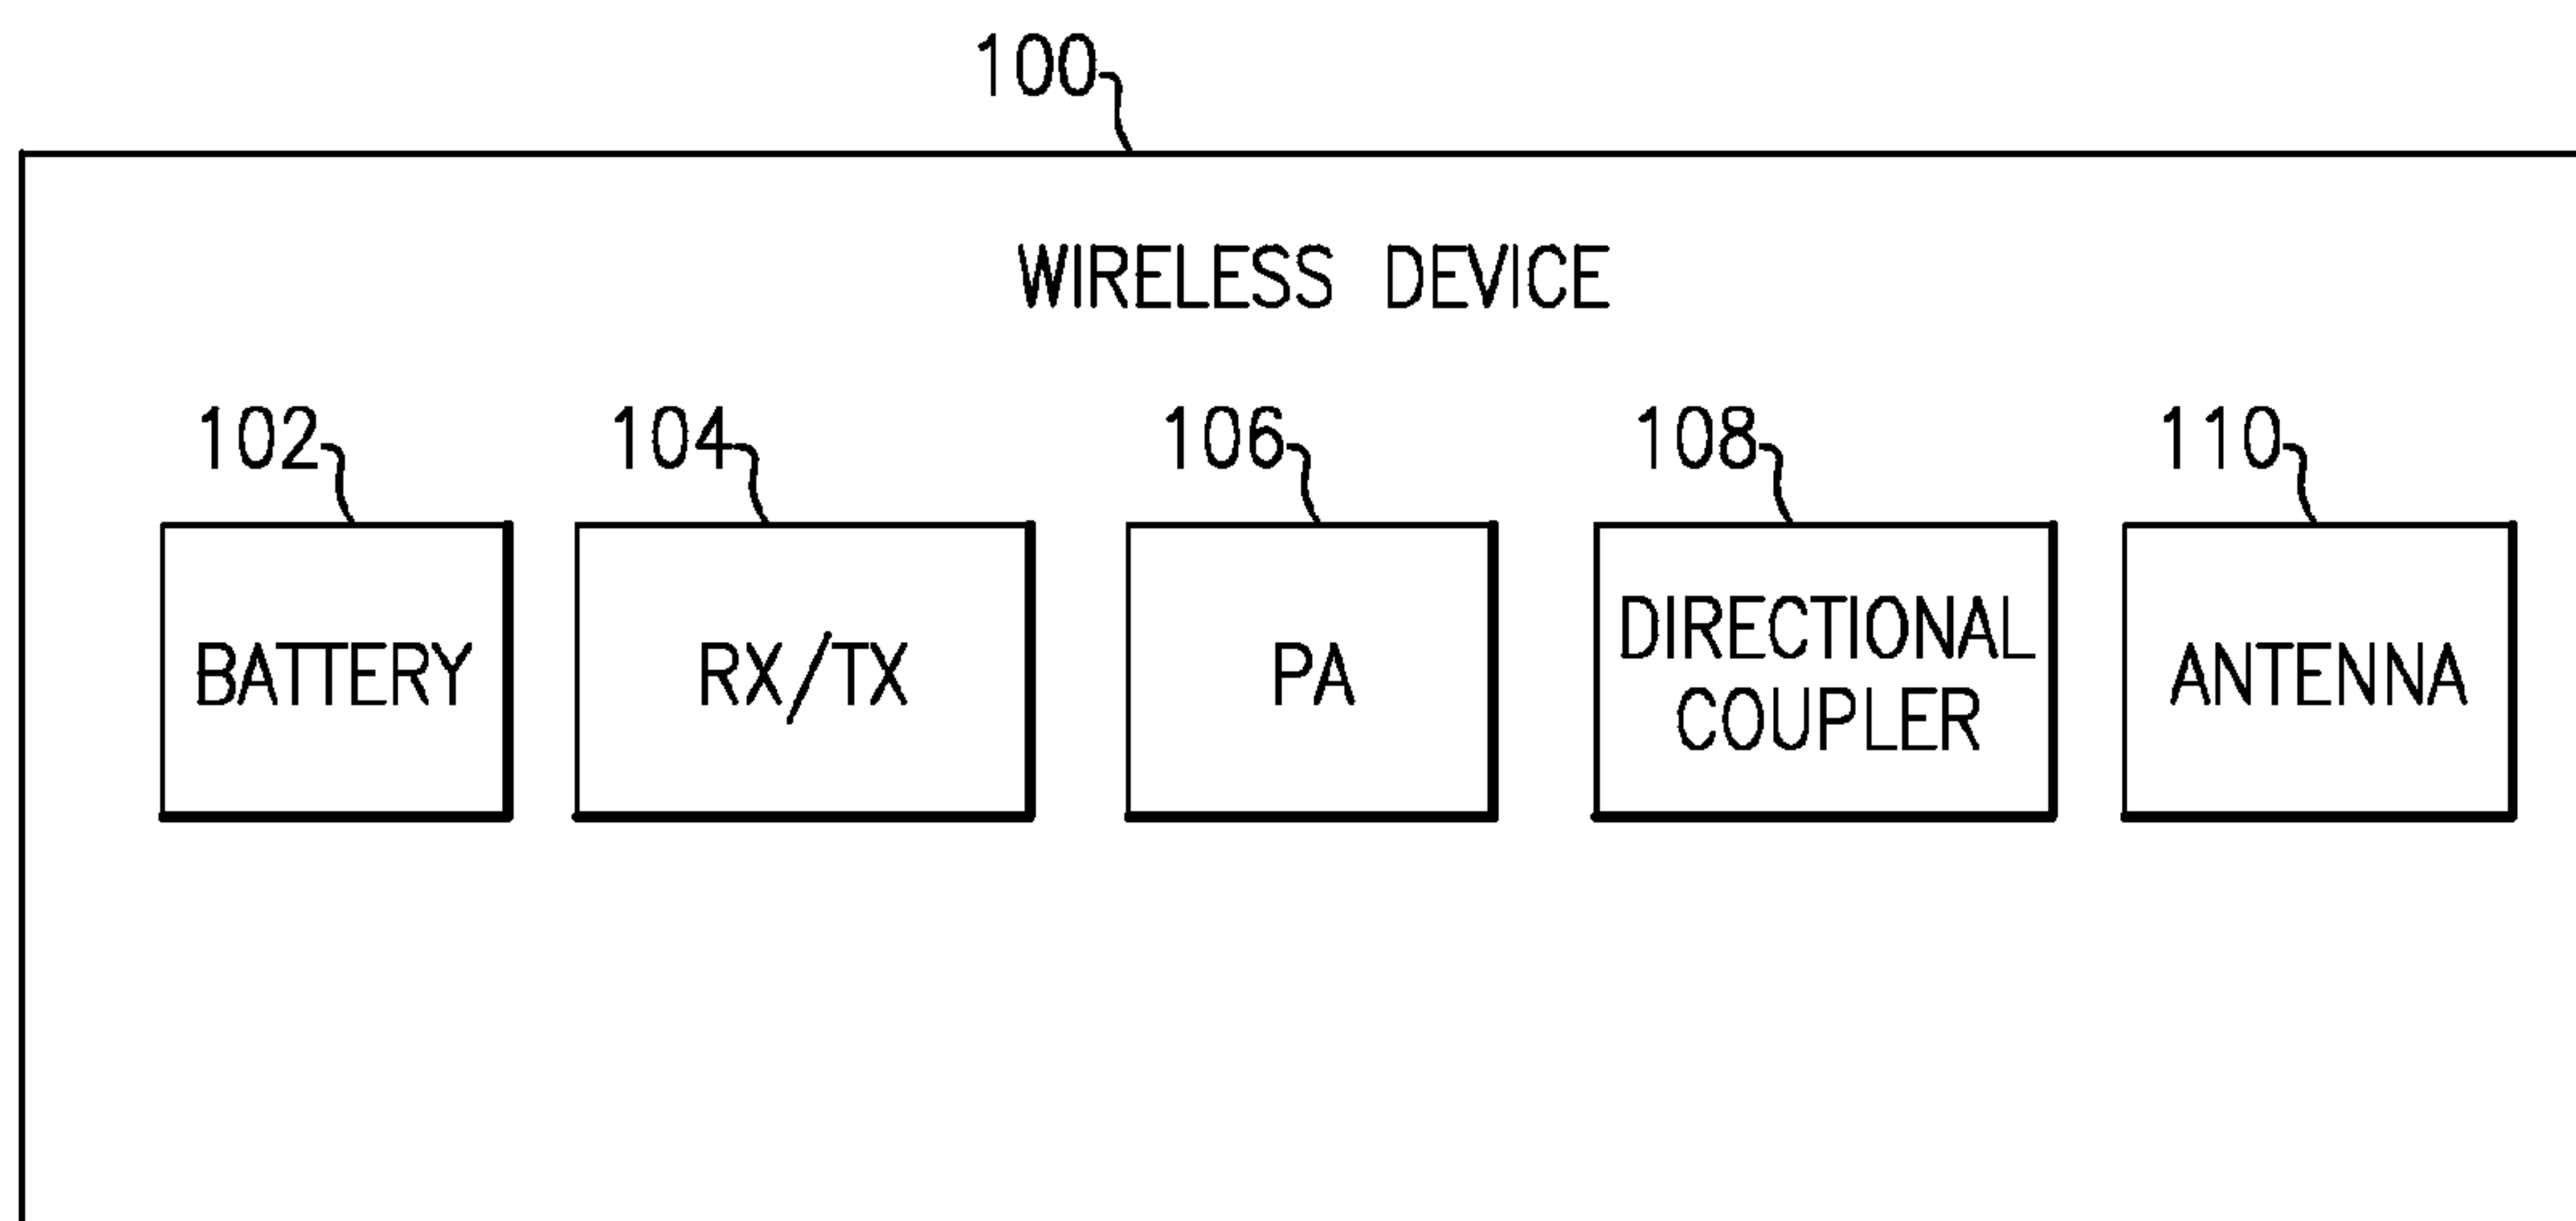 100
WIRELESS DEVICE
102 104 106 108 110
BATTERY
RX/TX
PA
DIRECTIONAL
COUPLER
ANTENNA